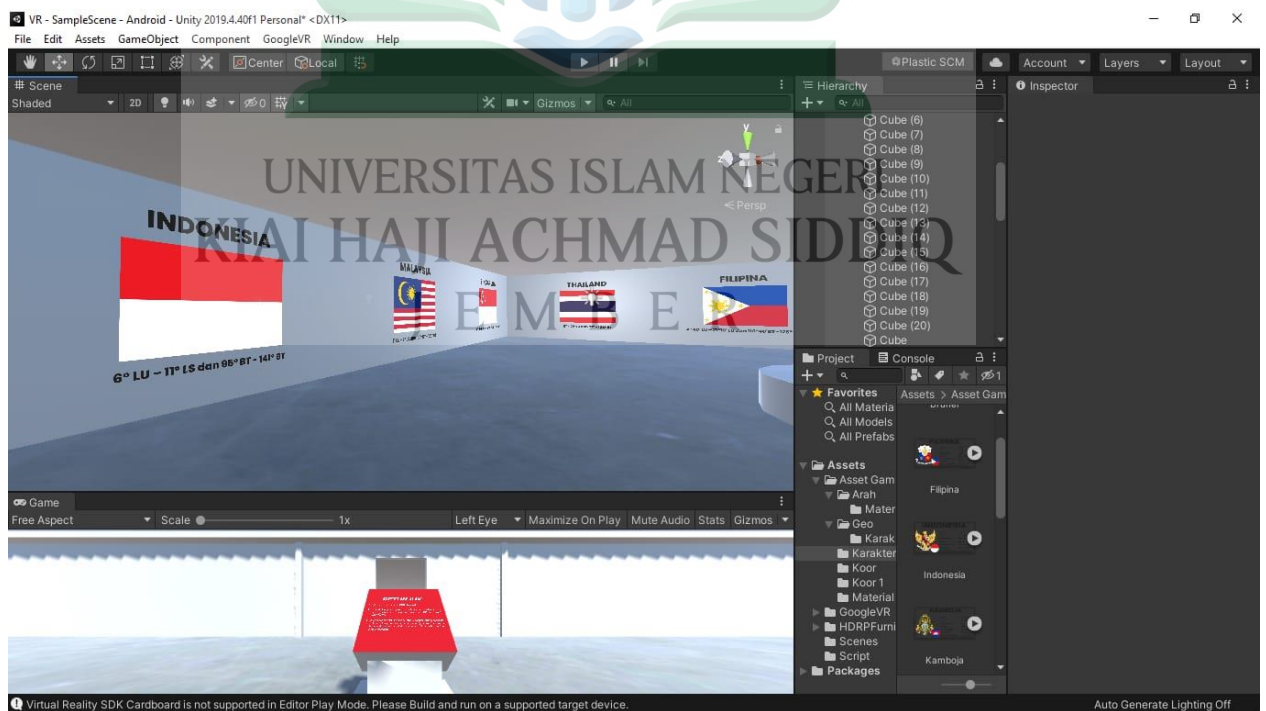 VR - SampleScene - Android - Unity 2019.4.40f1 Personal* <DX11>
File Edit Assets GameObject Component GoogleVR Window Help
Center Local
Plastic SCM Account Layers Layout
Scene
Shaded 2D 0 Gizmos All
y
Persp
UNIVERSITAS ISLAM NEGERI
KIAI HAJI ACHMAD SIDDIQ
JEMBER
INDONESIA
6° LU – 11° LS dan 95° BT - 141° BT
MALAYSIA
THAILAND
FILIPINA
Hierarchy
All
Cube (6)
Cube (7)
Cube (8)
Cube (9)
Cube (10)
Cube (11)
Cube (12)
Cube (13)
Cube (14)
Cube (15)
Cube (16)
Cube (17)
Cube (18)
Cube (19)
Cube (20)
Cube
Inspector
Project Console
1
Favorites
All Materia
All Models
All Prefabs
Assets
Asset Gam
Arah
Mater
Geo
Karak
Karakter
Koor
Koor 1
Material
GoogleVR
HDRPFurni
Scenes
Script
Packages
Assets > Asset Gam
Filipina
Indonesia
Kamboja
Game
Free Aspect Scale 1x Left Eye Maximize On Play Mute Audio Stats Gizmos
PETUNJUK
Virtual Reality SDK Cardboard is not supported in Editor Play Mode. Please Build and run on a supported target device.
Auto Generate Lighting Off